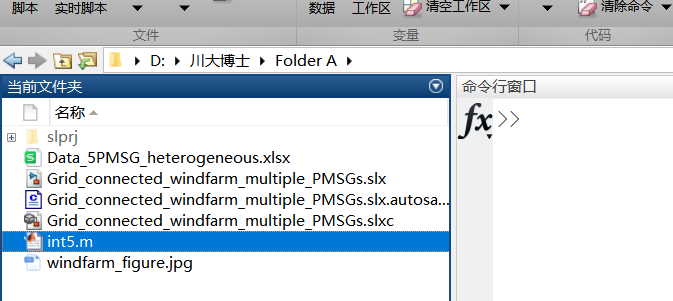 脚本 实时脚本 数据 工作区 清空工作区 清除命令
文件 变量 代码
D: 川大博士 Folder A
当前文件夹
名称
slprj
Data_5PMSG_heterogeneous.xlsx
Grid_connected_windfarm_multiple_PMSGs.slx
Grid_connected_windfarm_multiple_PMSGs.slx.autosa...
Grid_connected_windfarm_multiple_PMSGs.slxc
int5.m
windfarm_figure.jpg
命令行窗口
fx >>